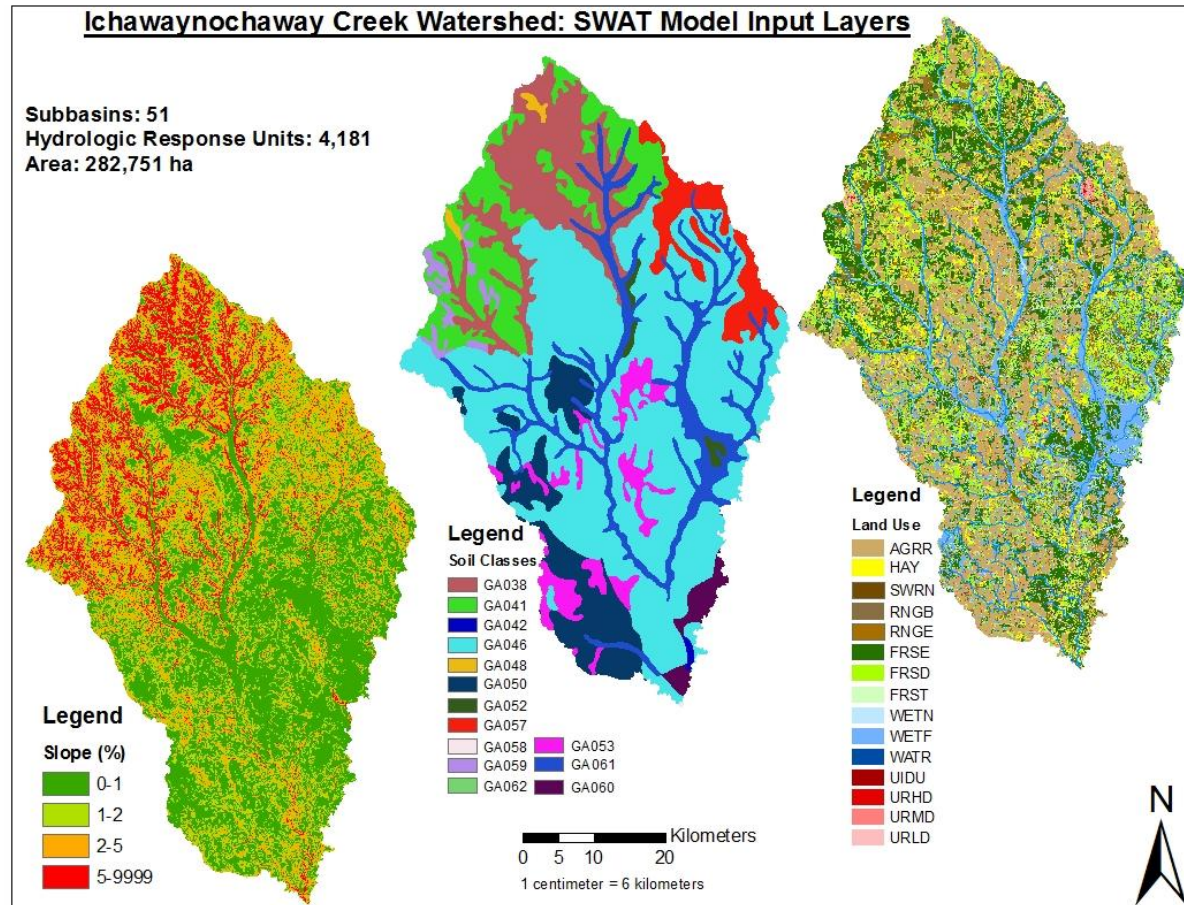 Ichawaynochaway Creek Watershed: SWAT Model Input Layers
Subbasins: 51
Hydrologic Response Units: 4,181
Area: 282,751 ha
Legend
Slope (%)
0-1
1-2
2-5
5-9999
Legend
Soil Classes
GA038
GA041
GA042
GA046
GA048
GA050
GA052
GA057
GA058
GA059
GA062
GA053
GA061
GA060
Kilometers
0 5 10 20
1 centimeter = 6 kilometers
Legend
Land Use
AGRR
HAY
SWRN
RNGB
RNGE
FRSE
FRSD
FRST
WETN
WETF
WATR
UIDU
URHD
URMD
URLD
N